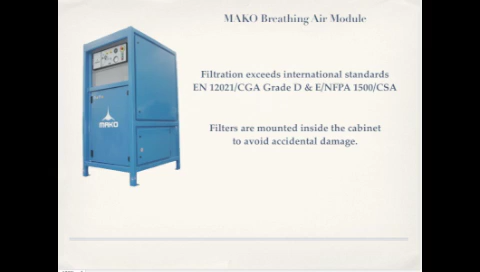 MAKO Breathing Air Module
Filtration exceeds international standards
EN 12021/CGA Grade D & E/NFPA 1500/CSA
Filters are mounted inside the cabinet
to avoid accidental damage.
MAKO